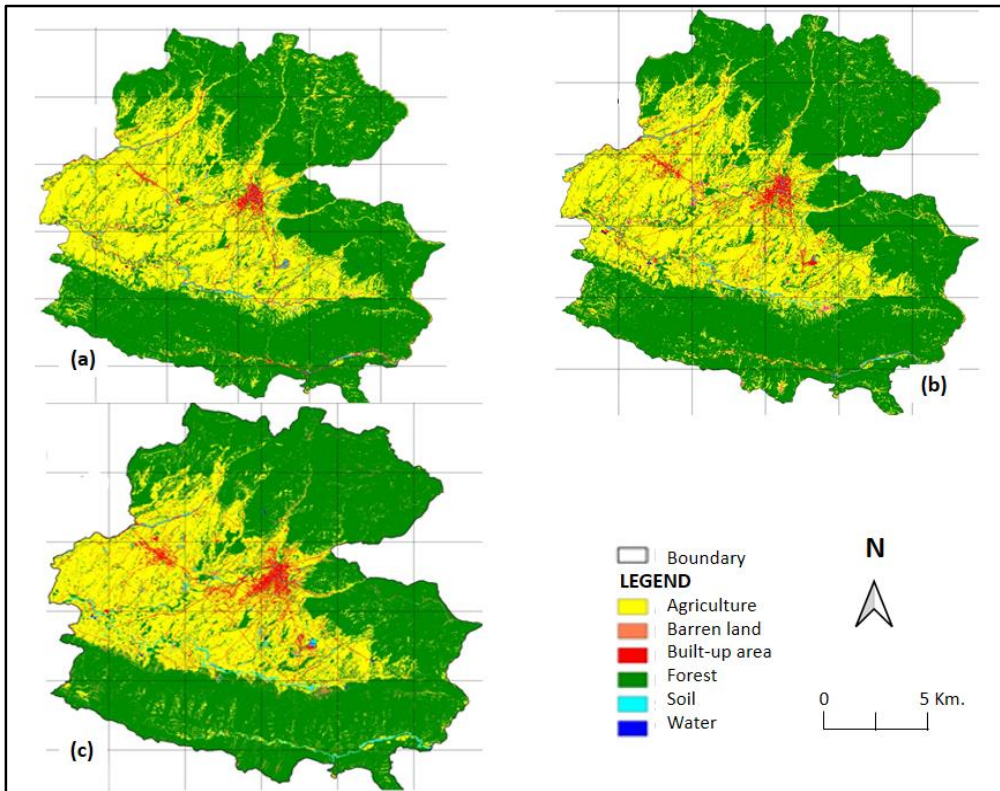 (a)
(b)
(c)
Boundary
LEGEND
Agriculture
Barren land
Built-up area
Forest
Soil
Water
N
0 5 Km.